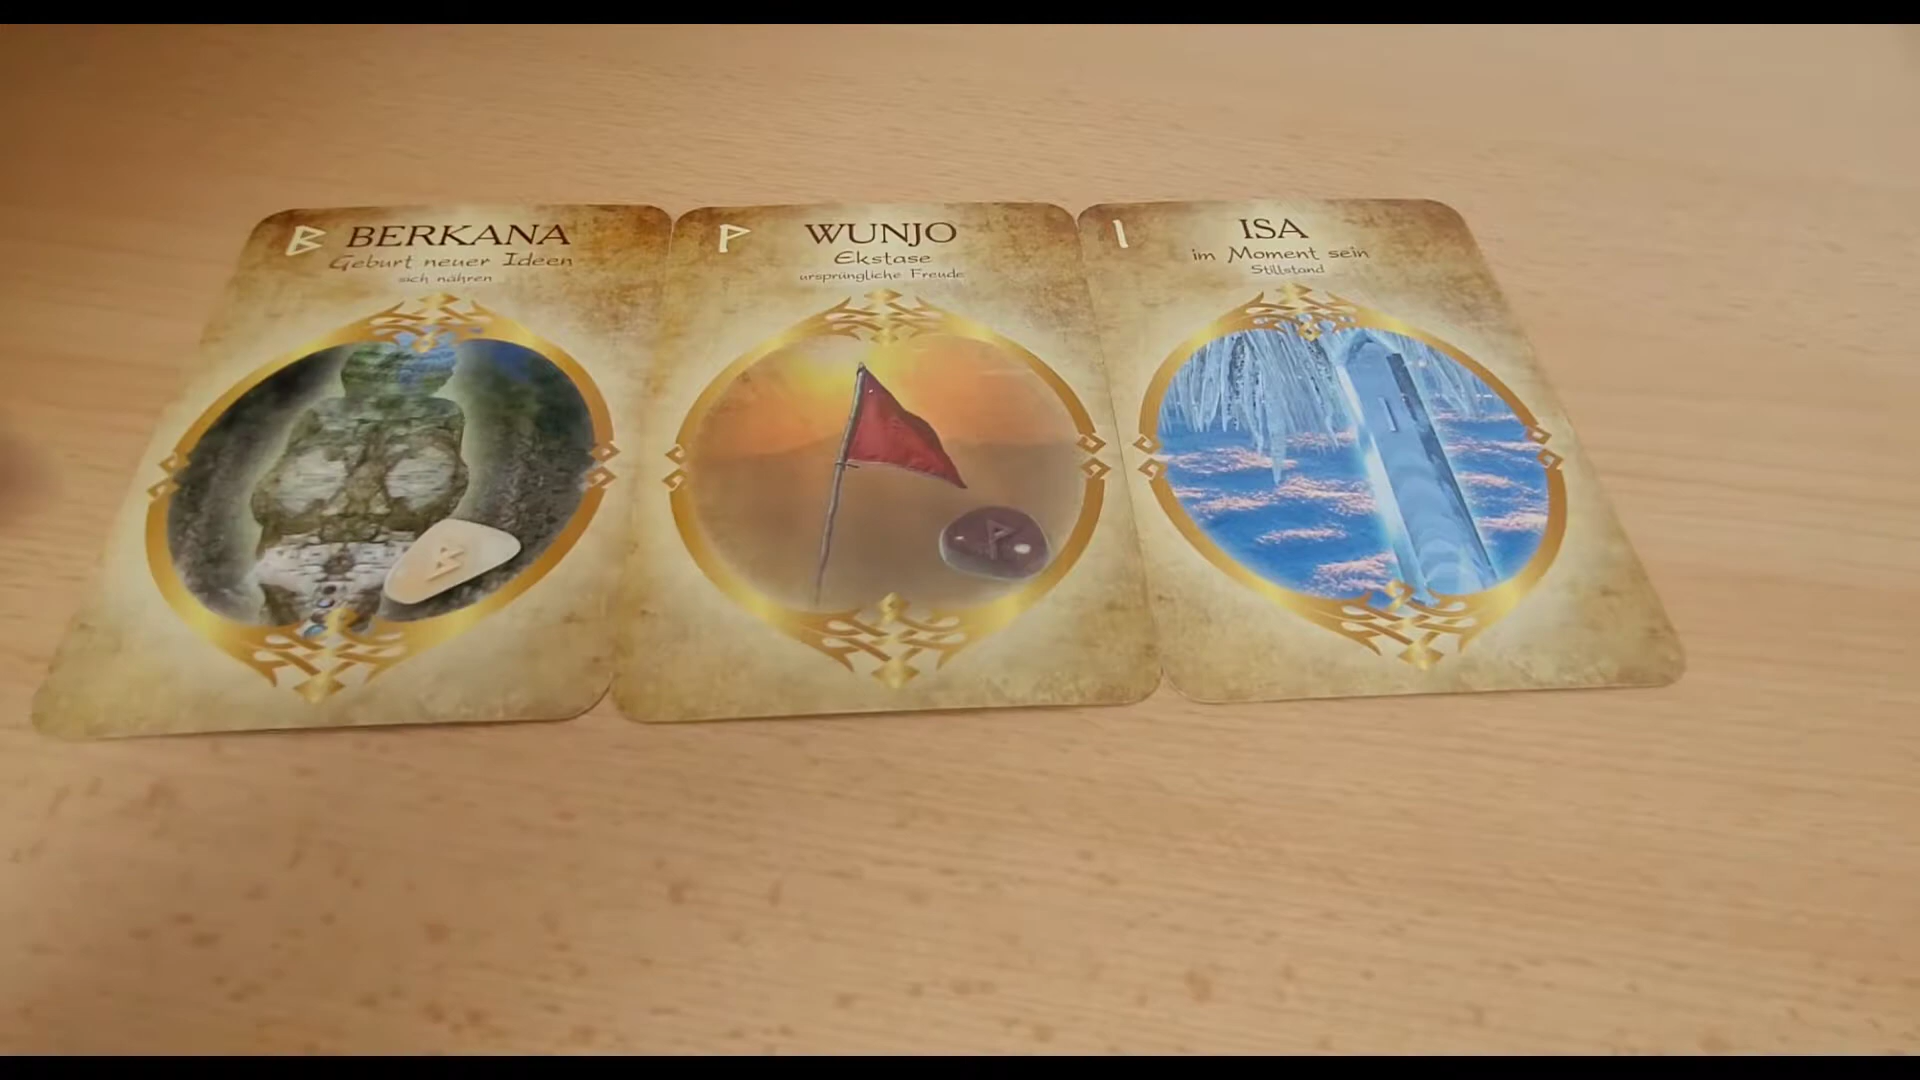 ᛒ BERKANA
Geburt neuer Ideen
sich nähren
ᚹ WUNJO
Ekstase
ursprüngliche Freude
ᛁ ISA
im Moment sein
Stillstand
ᛒ
ᚹ
ᛁ